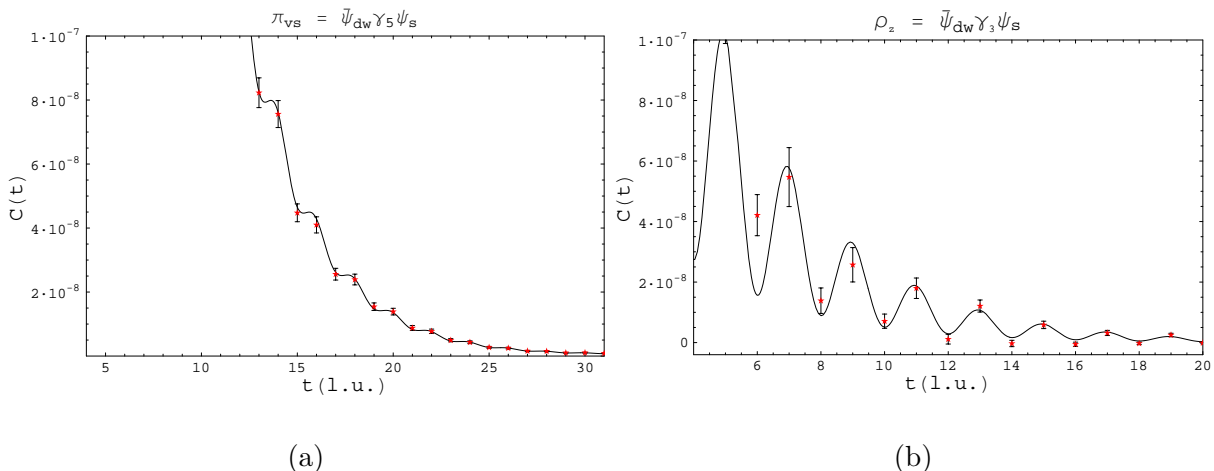 π_vs = ψ̄_dw γ_5 ψ_s
C(t)
1·10^-7
8·10^-8
6·10^-8
4·10^-8
2·10^-8
5 10 15 20 25 30
t(l.u.)
(a)
ρ_z = ψ̄_dw γ_3 ψ_s
C(t)
1·10^-7
8·10^-8
6·10^-8
4·10^-8
2·10^-8
0
4 6 8 10 12 14 16 18 20
t(l.u.)
(b)